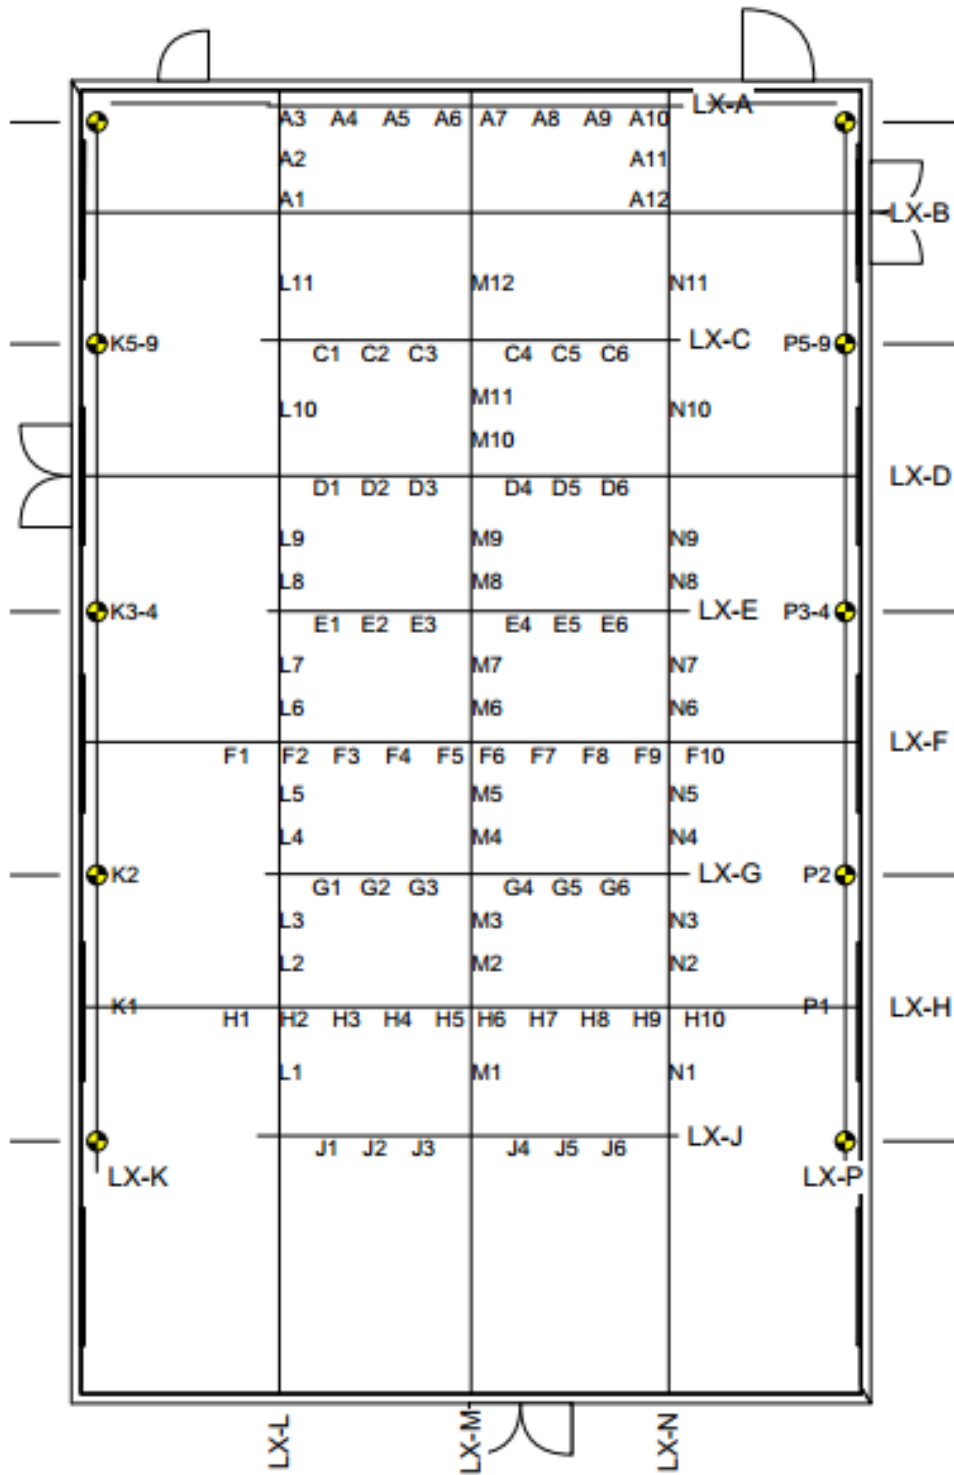 LX-A
A3 A4 A5 A6 A7 A8 A9 A10
A2 A11
A1 A12
LX-B
L11 M12 N11
K5-9 LX-C P5-9
C1 C2 C3 C4 C5 C6
M11
L10 N10
M10
LX-D
D1 D2 D3 D4 D5 D6
L9 M9 N9
L8 M8 N8
K3-4 LX-E P3-4
E1 E2 E3 E4 E5 E6
L7 M7 N7
L6 M6 N6
LX-F
F1 F2 F3 F4 F5 F6 F7 F8 F9 F10
L5 M5 N5
L4 M4 N4
K2 LX-G P2
G1 G2 G3 G4 G5 G6
L3 M3 N3
L2 M2 N2
K1 P1 LX-H
H1 H2 H3 H4 H5 H6 H7 H8 H9 H10
L1 M1 N1
LX-J
J1 J2 J3 J4 J5 J6
LX-K LX-P
LX-L LX-M LX-N